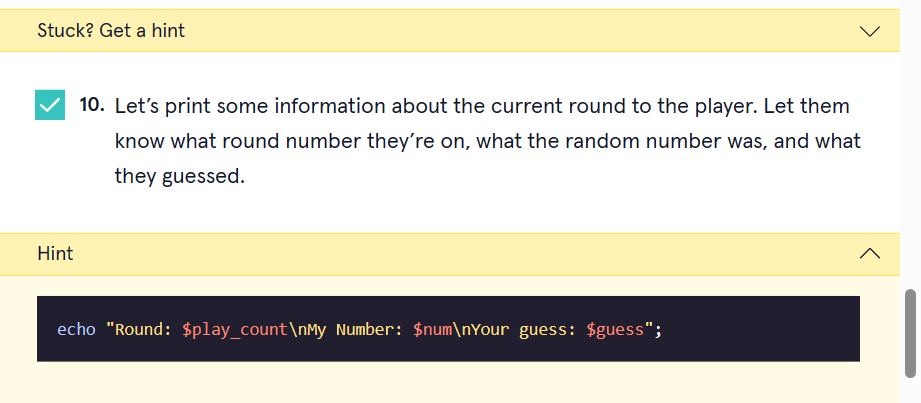 Stuck? Get a hint
10. Let’s print some information about the current round to the player. Let them
know what round number they’re on, what the random number was, and what
they guessed.
Hint
echo "Round: $play_count\nMy Number: $num\nYour guess: $guess";